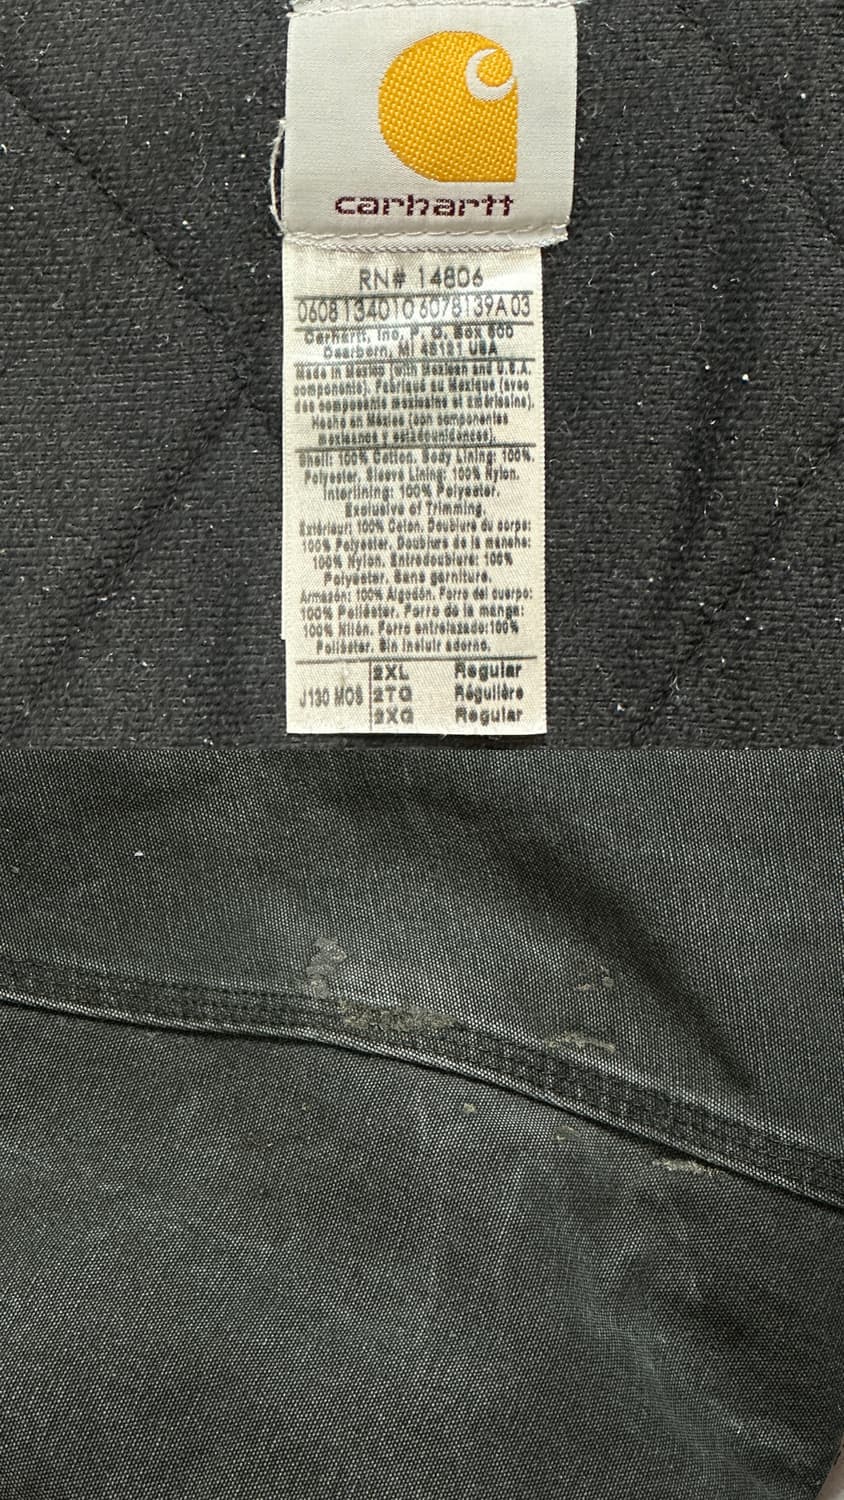 carhartt
RN# 14806
0608134010 6078139A03
Carhartt, Inc, P. O. Box 600
Dearborn, MI 48121 USA
Made in Mexico (with Mexican and U.S.A.
components). Fabriqué au Mexique (avec
des composants mexicains et américains).
Hecho en México (con componentes
mexicanos y estadounidenses).
Shell: 100% Cotton. Body Lining: 100%.
Polyester, Sleeve Lining: 100% Nylon.
Interlining: 100% Polyester.
Exclusive of Trimming.
Extérieur: 100% Coton. Doublure du corps:
100% Polyester, Doublure de la manche:
100% Nylon. Entredoublure: 100%
Polyester. Sans garniture.
Armazón: 100% Algodón. Forro del cuerpo:
100% Poliéster. Forro de la manga:
100% Nilón. Forro entrelazado: 100%
Poliéster. Sin incluir adorno.
J130 MOS
2XL Regular
2TG Régulière
2XG Regular